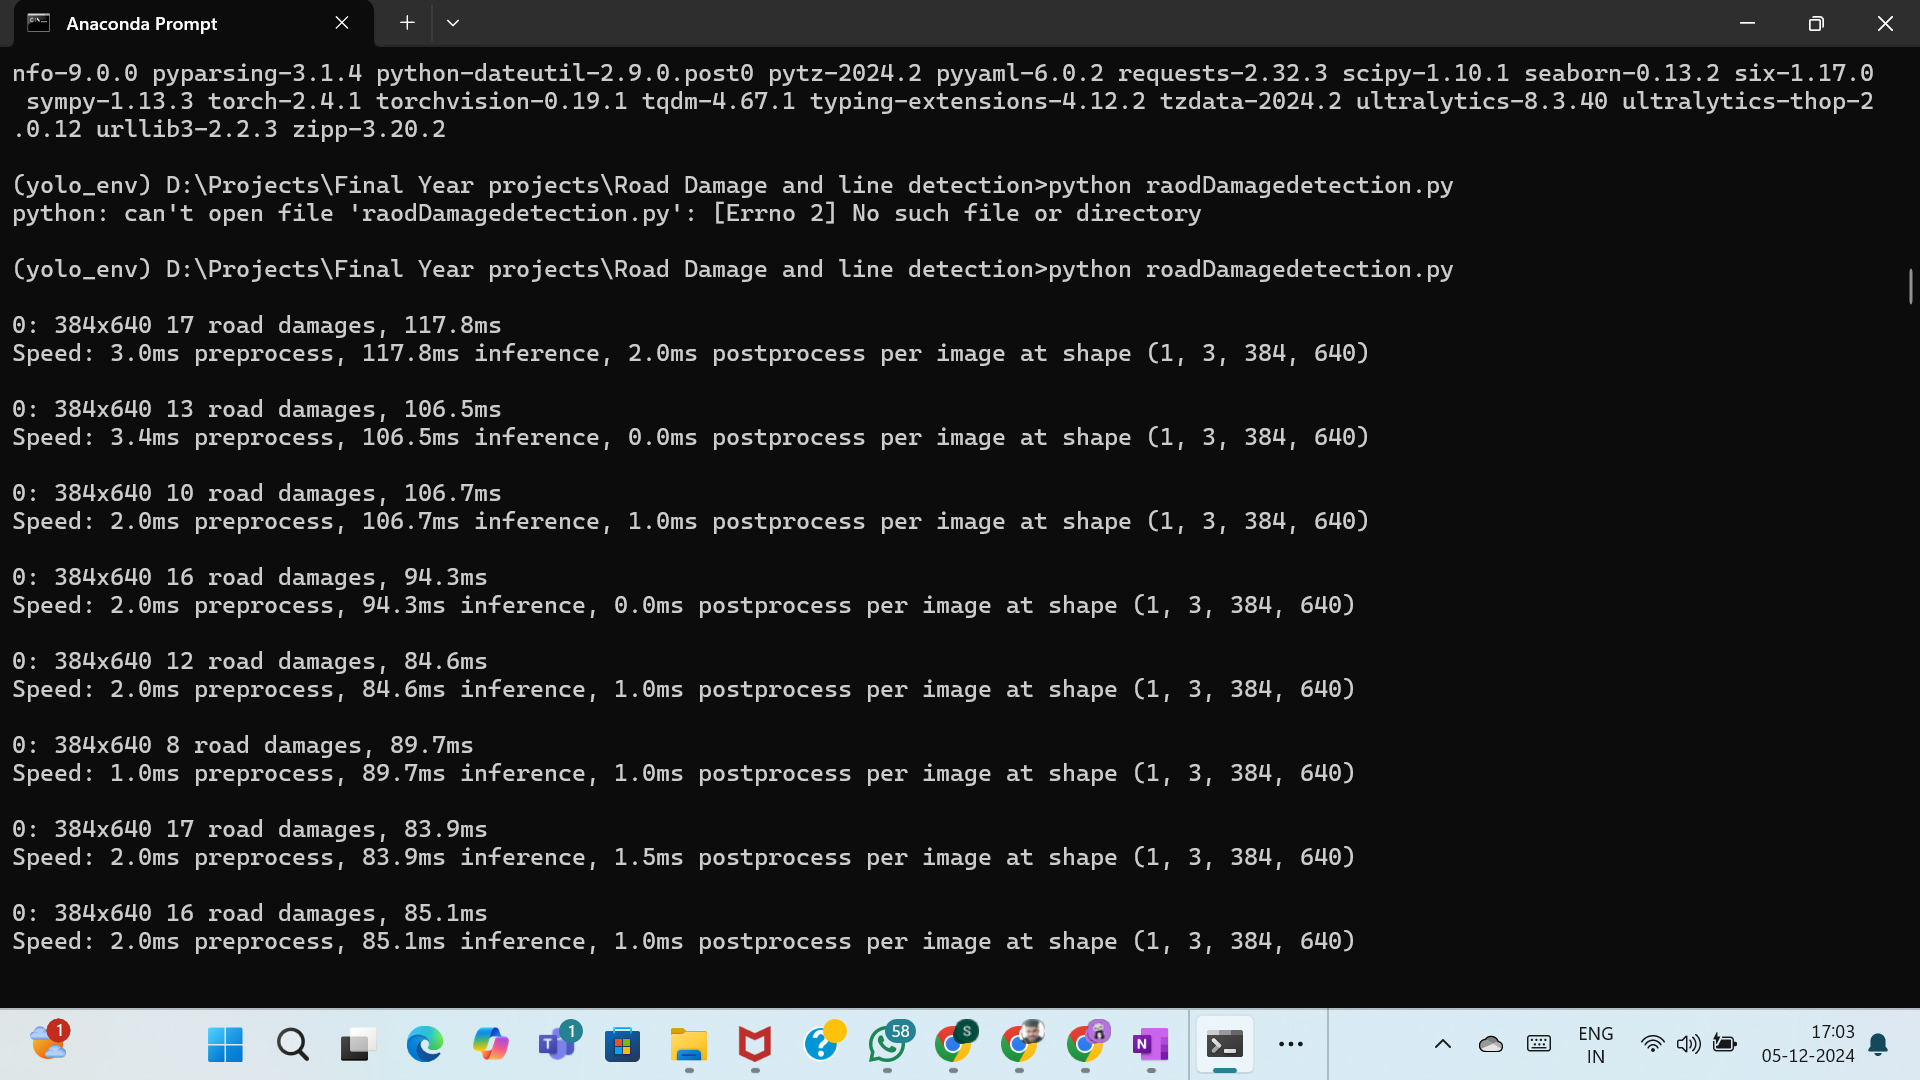 Anaconda Prompt
nfo-9.0.0 pyparsing-3.1.4 python-dateutil-2.9.0.post0 pytz-2024.2 pyyaml-6.0.2 requests-2.32.3 scipy-1.10.1 seaborn-0.13.2 six-1.17.0
sympy-1.13.3 torch-2.4.1 torchvision-0.19.1 tqdm-4.67.1 typing-extensions-4.12.2 tzdata-2024.2 ultralytics-8.3.40 ultralytics-thop-2
.0.12 urllib3-2.2.3 zipp-3.20.2
(yolo_env) D:\Projects\Final Year projects\Road Damage and line detection>python raodDamagedetection.py
python: can't open file 'raodDamagedetection.py': [Errno 2] No such file or directory
(yolo_env) D:\Projects\Final Year projects\Road Damage and line detection>python roadDamagedetection.py
0: 384x640 17 road damages, 117.8ms
Speed: 3.0ms preprocess, 117.8ms inference, 2.0ms postprocess per image at shape (1, 3, 384, 640)
0: 384x640 13 road damages, 106.5ms
Speed: 3.4ms preprocess, 106.5ms inference, 0.0ms postprocess per image at shape (1, 3, 384, 640)
0: 384x640 10 road damages, 106.7ms
Speed: 2.0ms preprocess, 106.7ms inference, 1.0ms postprocess per image at shape (1, 3, 384, 640)
0: 384x640 16 road damages, 94.3ms
Speed: 2.0ms preprocess, 94.3ms inference, 0.0ms postprocess per image at shape (1, 3, 384, 640)
0: 384x640 12 road damages, 84.6ms
Speed: 2.0ms preprocess, 84.6ms inference, 1.0ms postprocess per image at shape (1, 3, 384, 640)
0: 384x640 8 road damages, 89.7ms
Speed: 1.0ms preprocess, 89.7ms inference, 1.0ms postprocess per image at shape (1, 3, 384, 640)
0: 384x640 17 road damages, 83.9ms
Speed: 2.0ms preprocess, 83.9ms inference, 1.5ms postprocess per image at shape (1, 3, 384, 640)
0: 384x640 16 road damages, 85.1ms
Speed: 2.0ms preprocess, 85.1ms inference, 1.0ms postprocess per image at shape (1, 3, 384, 640)
1
T
1
?
58
S
N
ENG
IN
17:03
05-12-2024